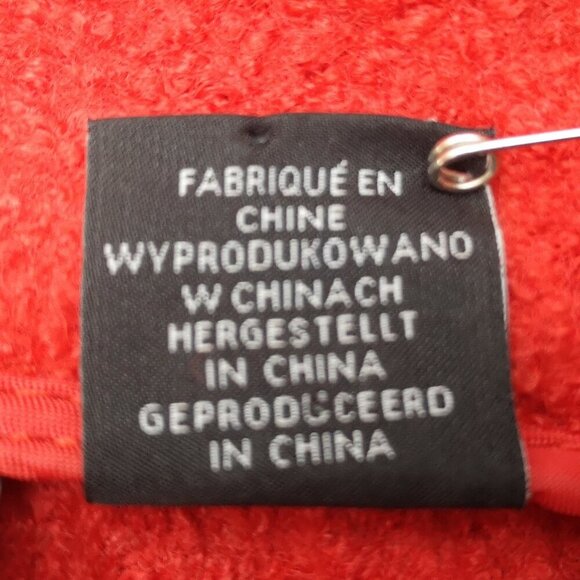 FABRIQUÉ EN
CHINE
WYPRODUKOWANO
W CHINACH
HERGESTELLT
IN CHINA
GEPRODUCEERD
IN CHINA